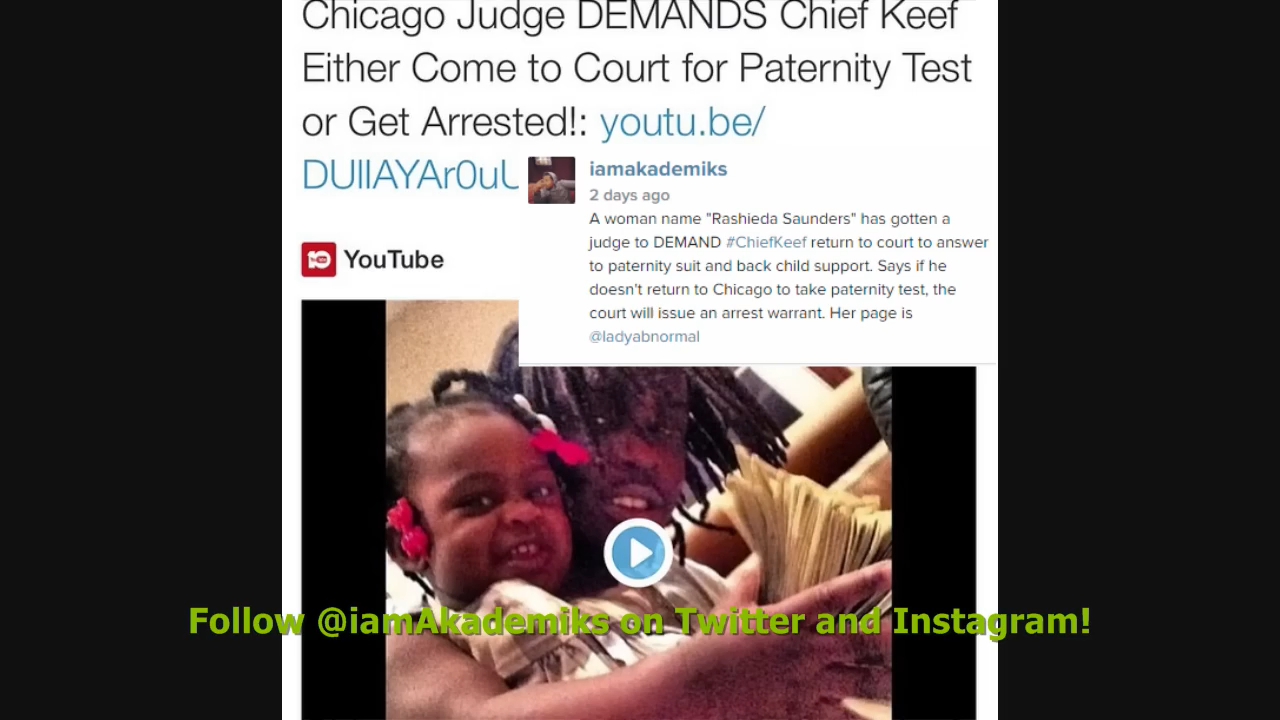 Chicago Judge DEMANDS Chief Keef
Either Come to Court for Paternity Test
or Get Arrested!: youtu.be/
iamakademiks
2 days ago
A woman name "Rashieda Saunders" has gotten a
judge to DEMAND #ChiefKeef return to court to answer
to paternity suit and back child support. Says if he
doesn't return to Chicago to take paternity test, the
court will issue an arrest warrant. Her page is
@ladyabnormal
YouTube
Follow @iamAkademiks on Twitter and Instagram!